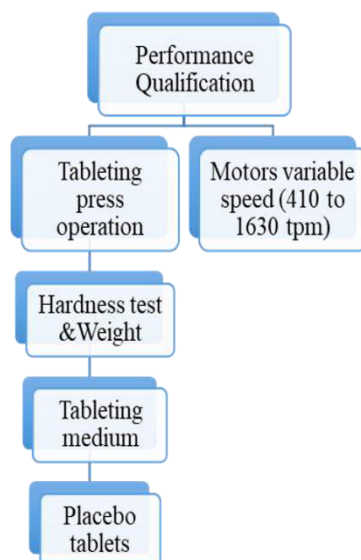 Performance
Qualification
Tableting
press
operation
Motors variable
speed (410 to
1630 tpm)
Hardness test
&Weight
Tableting
medium
Placebo
tablets